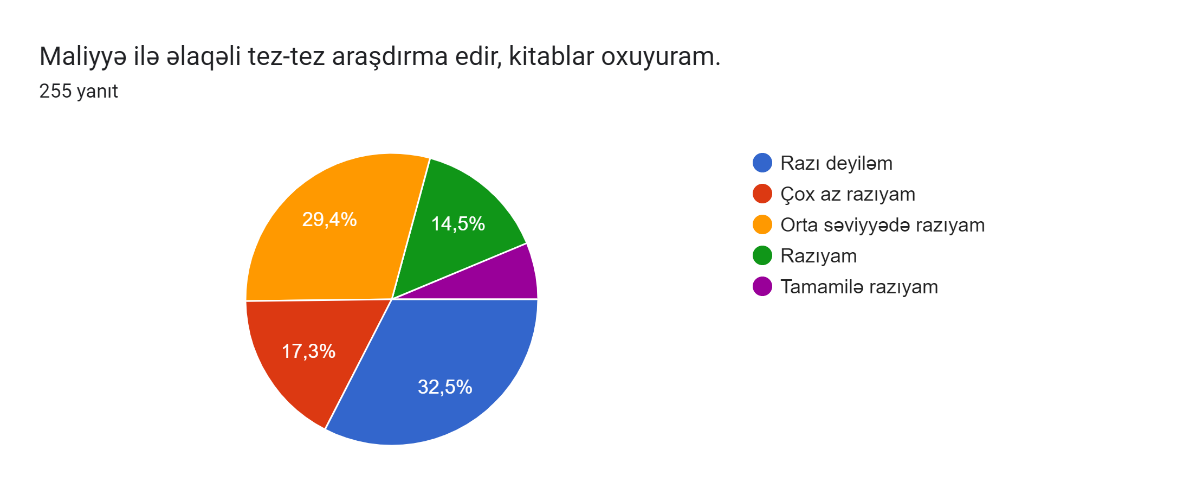 Maliyyə ilə əlaqəli tez-tez araşdırma edir, kitablar oxuyuram.
255 yanıt
Razı deyiləm
Çox az razıyam
Orta səviyyədə razıyam
Razıyam
Tamamilə razıyam
29,4%
14,5%
17,3%
32,5%